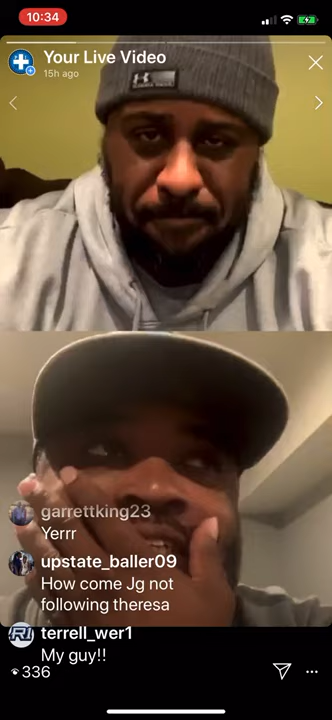 10:34
Your Live Video
15h ago
garrettking23
Yerrr
upstate_baller09
How come Jg not
following theresa
terrell_wer1
My guy!!
336